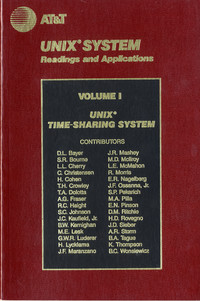 AT&T
UNIX® SYSTEM
Readings and Applications
VOLUME I
UNIX®
TIME-SHARING SYSTEM
CONTRIBUTORS
D.L. Bayer
S.R. Bourne
L.L. Cherry
C. Christensen
H. Cohen
T.H. Crowley
T.A. Dolotta
A.G. Fraser
R.C. Haight
S.C. Johnson
J.C. Kaufeld, Jr.
B.W. Kernighan
M.E. Lesk
G.W.R. Luderer
H. Lycklama
J.F. Maranzano
J.R. Mashey
M.D. McIlroy
L.E. McMahon
R. Morris
E.R. Nagelberg
J.F. Ossanna, Jr.
S.P. Pekarich
M.A. Pilla
E.N. Pinson
D.M. Ritchie
H.D. Rovegno
J.D. Sieber
A.R. Storm
B.A. Tague
K. Thompson
B.C. Wonsiewicz